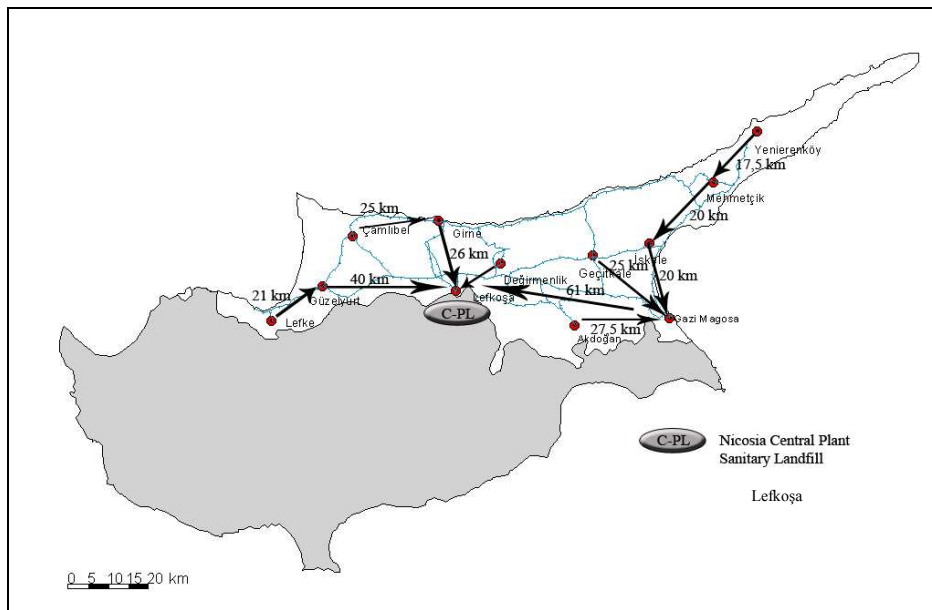 Yenierenköy
17,5 km
Mehmetçik
20 km
25 km
Çamlıbel
Girne
26 km
İskele
Geçitkale
25 km
20 km
Değirmenlik
61 km
40 km
Güzelyurt
21 km
Lefke
Lefkoşa
C-PL
Gazi Magosa
27,5 km
Akdoğan
C-PL
Nicosia Central Plant
Sanitary Landfill
Lefkoşa
0 5 10 15 20 km